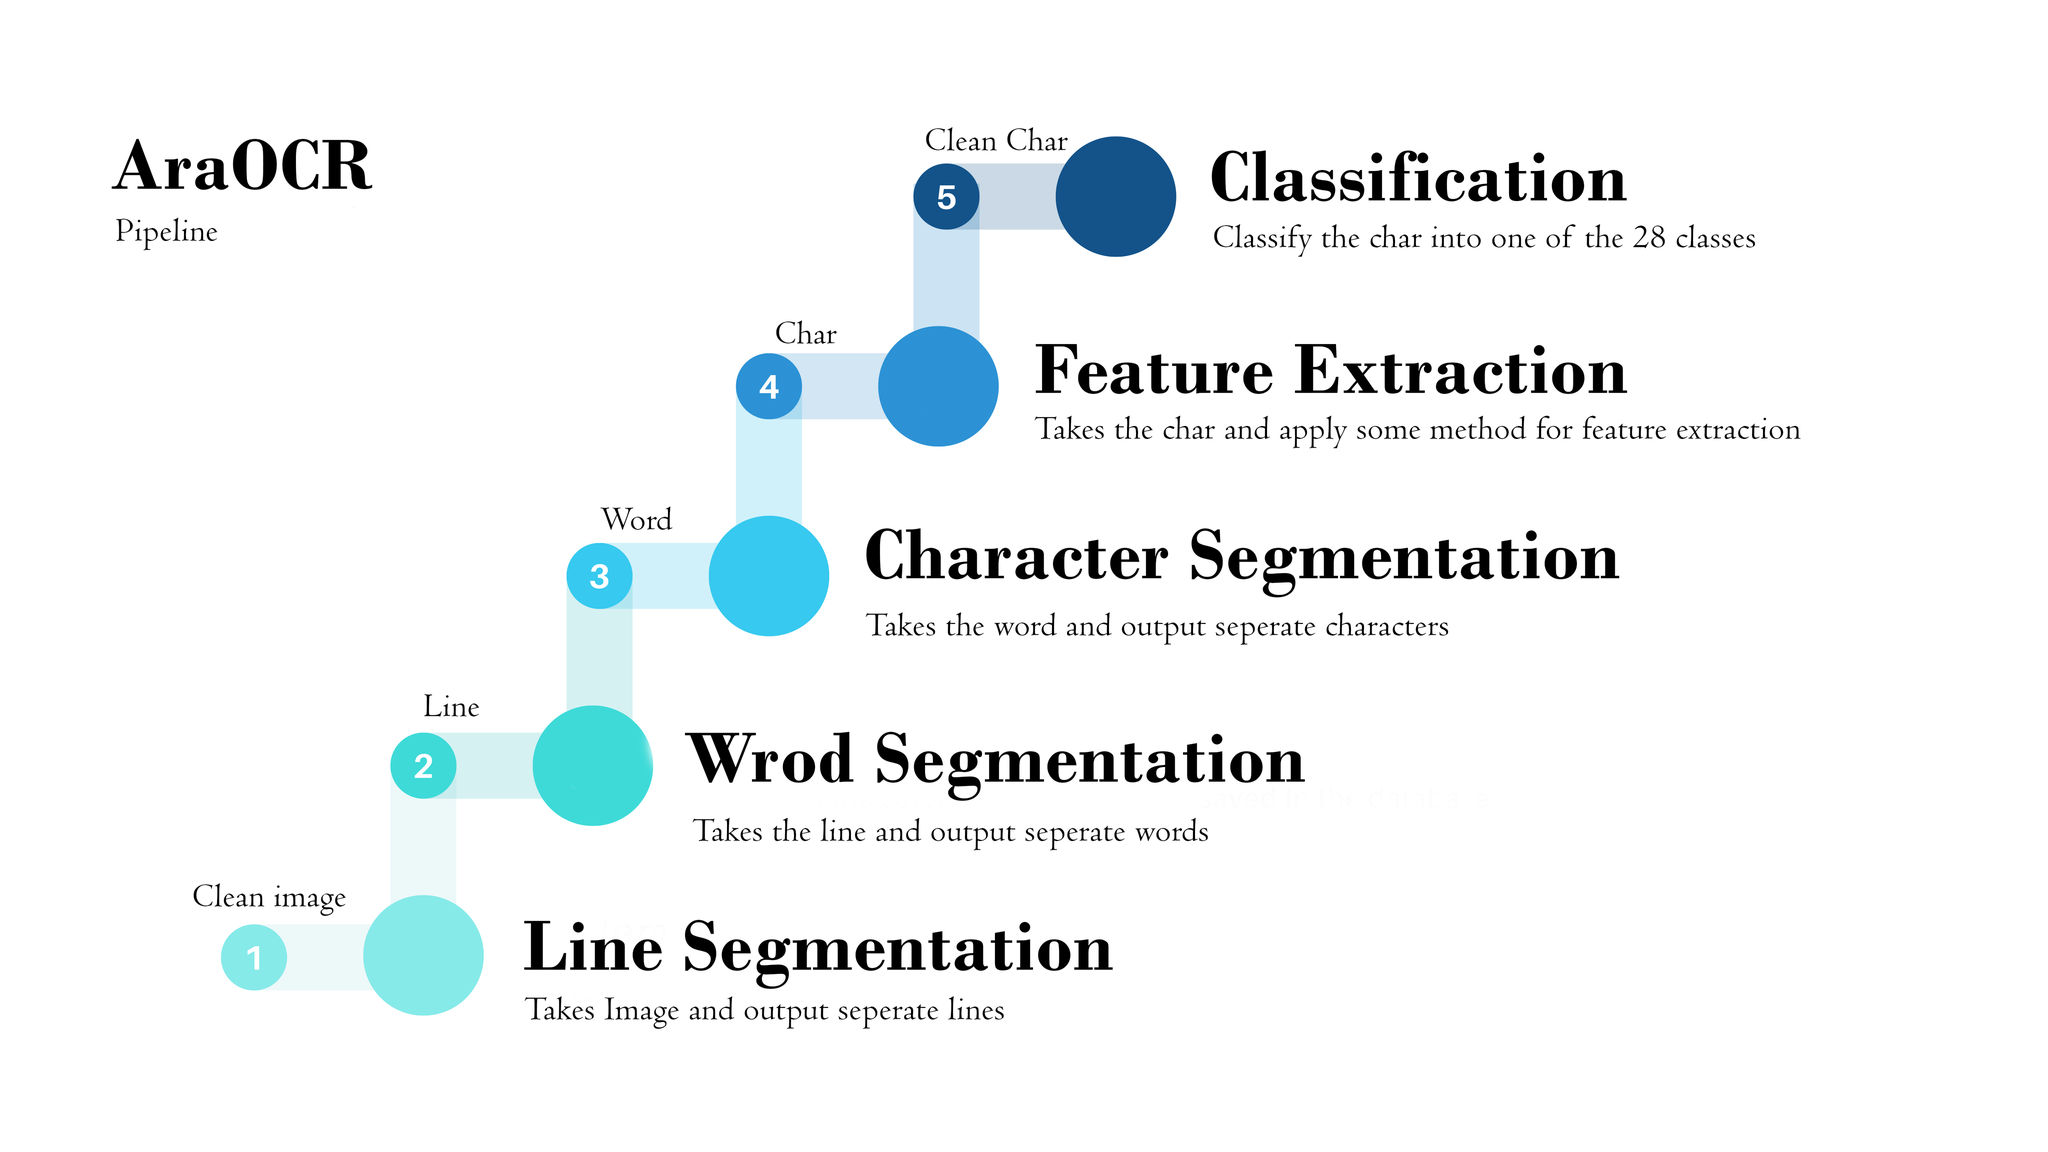 AraOCR
Pipeline
Clean Char
5
Classification
Classify the char into one of the 28 classes
Char
4
Feature Extraction
Takes the char and apply some method for feature extraction
Word
3
Character Segmentation
Takes the word and output seperate characters
Line
2
Wrod Segmentation
Takes the line and output seperate words
Clean image
1
Line Segmentation
Takes Image and output seperate lines